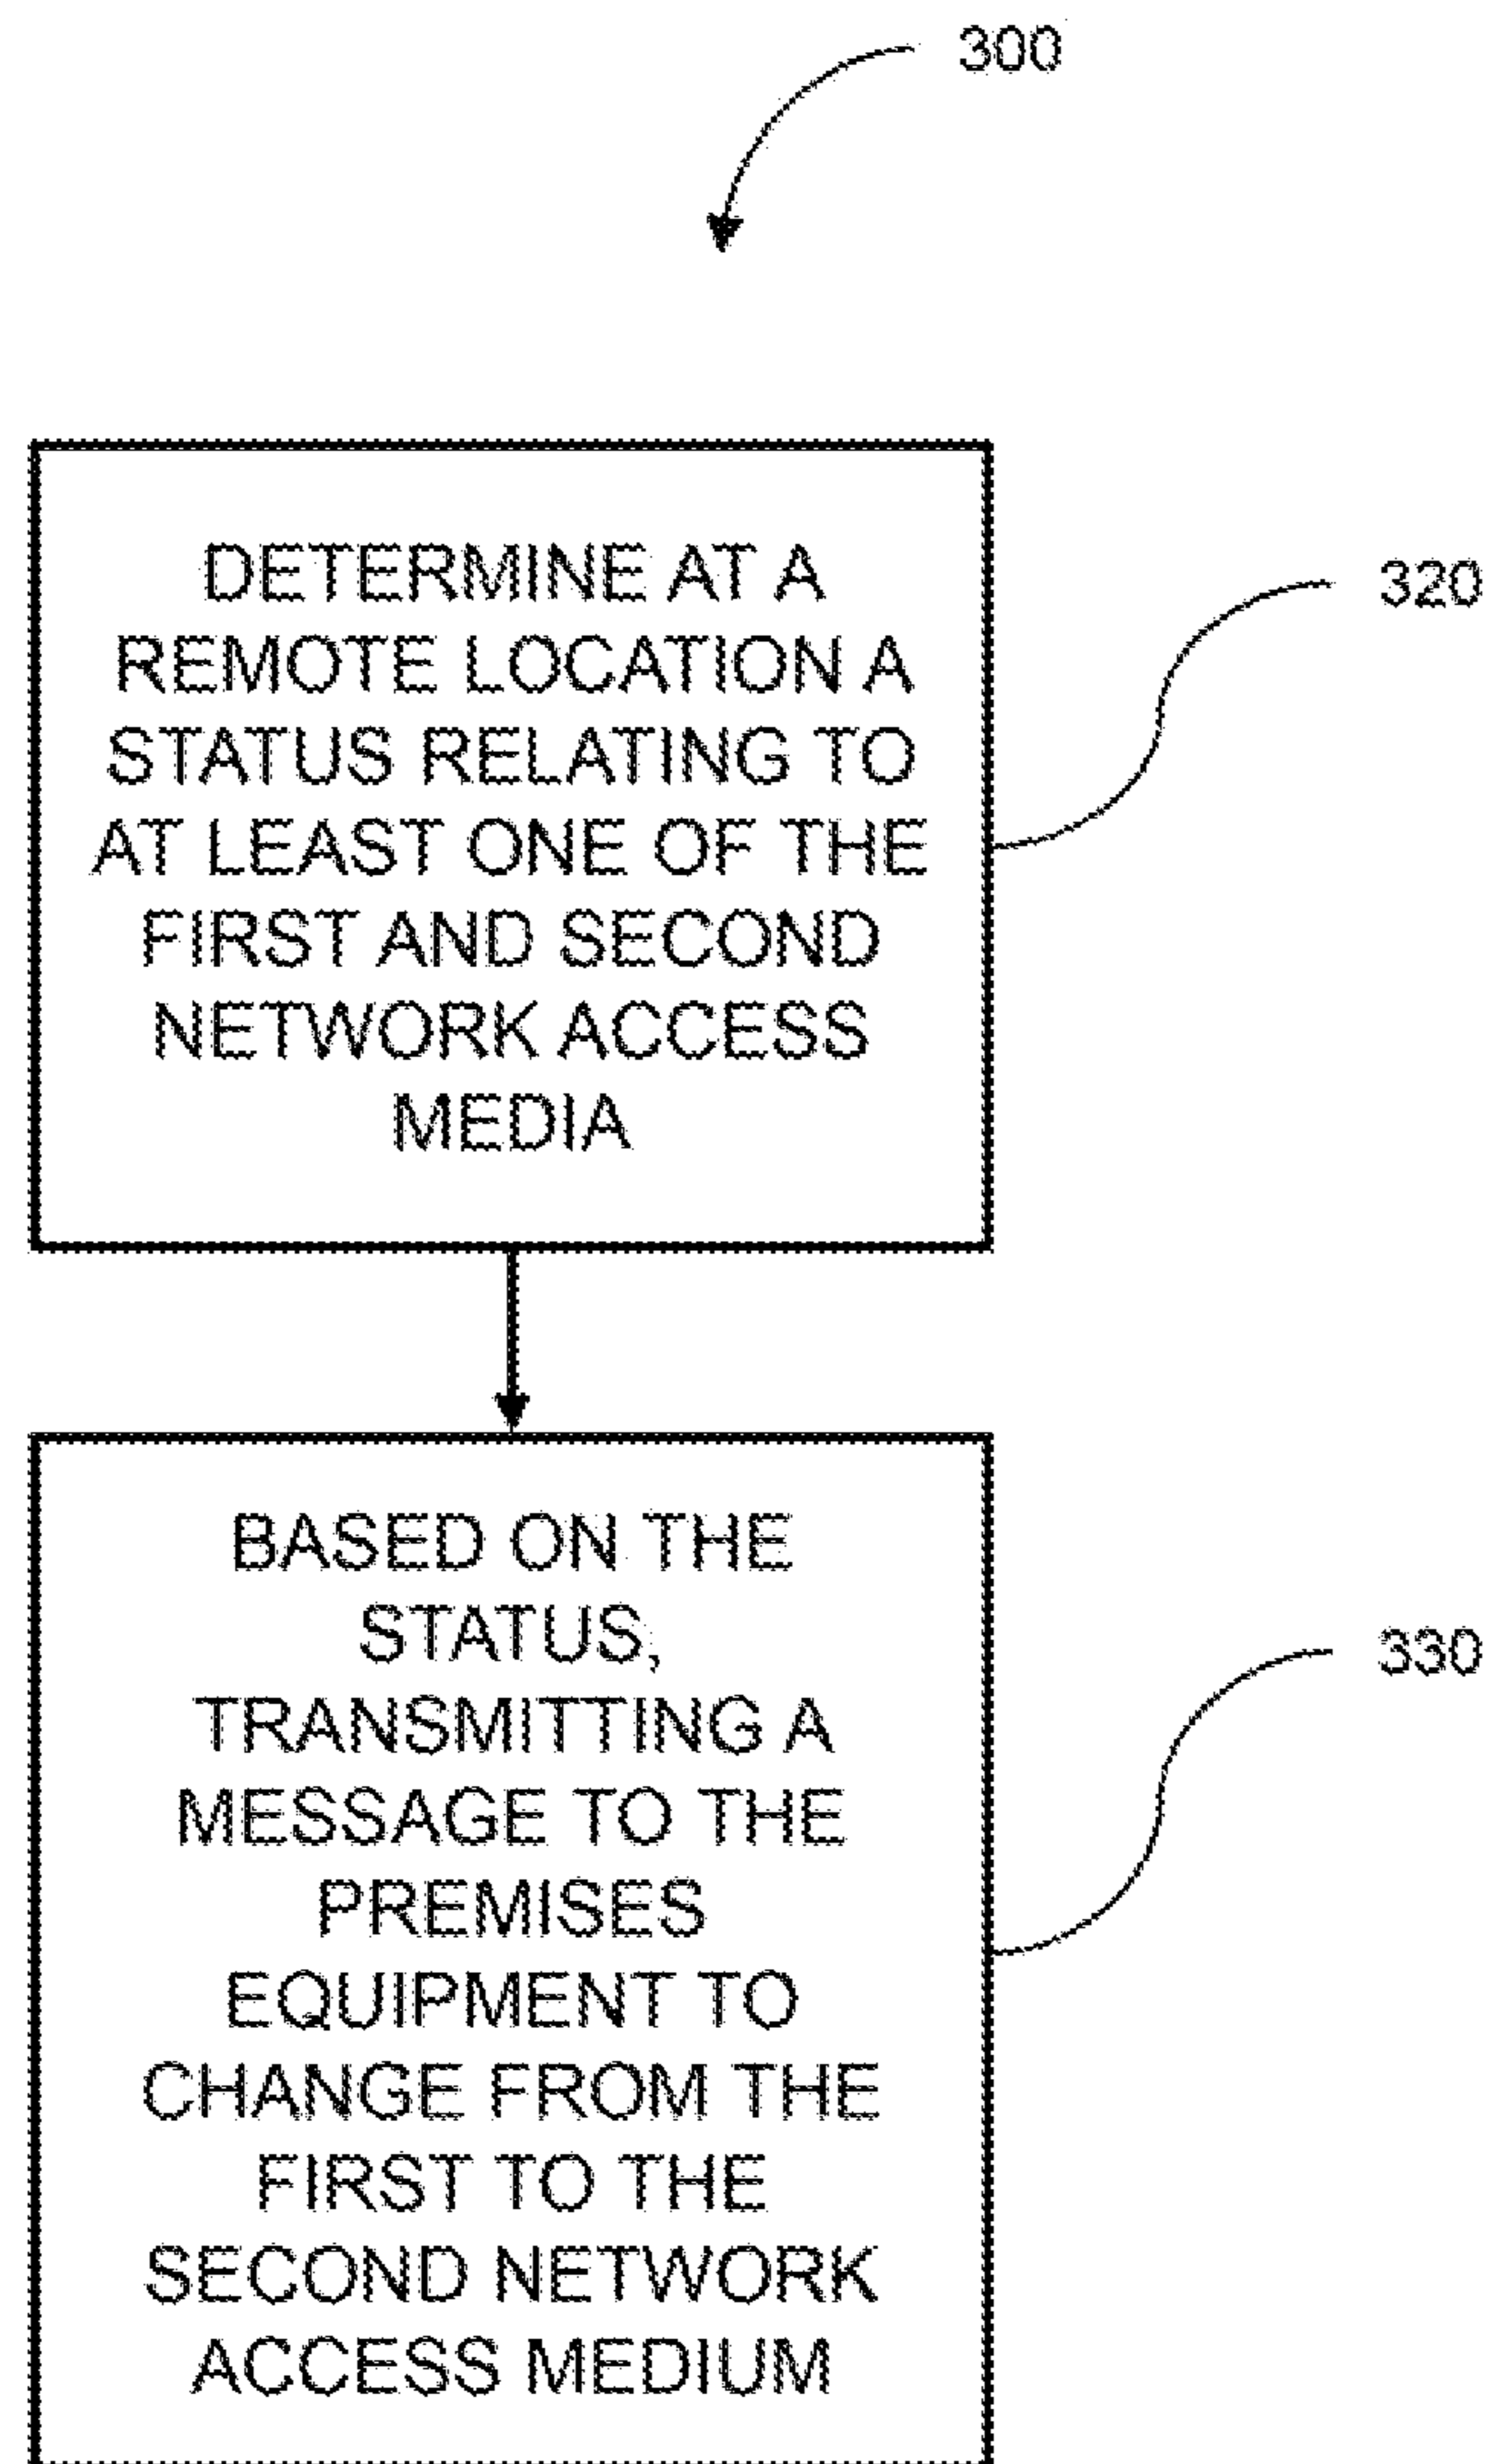 300
DETERMINE AT A
REMOTE LOCATION A
STATUS RELATING TO
AT LEAST ONE OF THE
FIRST AND SECOND
NETWORK ACCESS
MEDIA
320
BASED ON THE
STATUS,
TRANSMITTING A
MESSAGE TO THE
PREMISES
EQUIPMENT TO
CHANGE FROM THE
FIRST TO THE
SECOND NETWORK
ACCESS MEDIUM
330